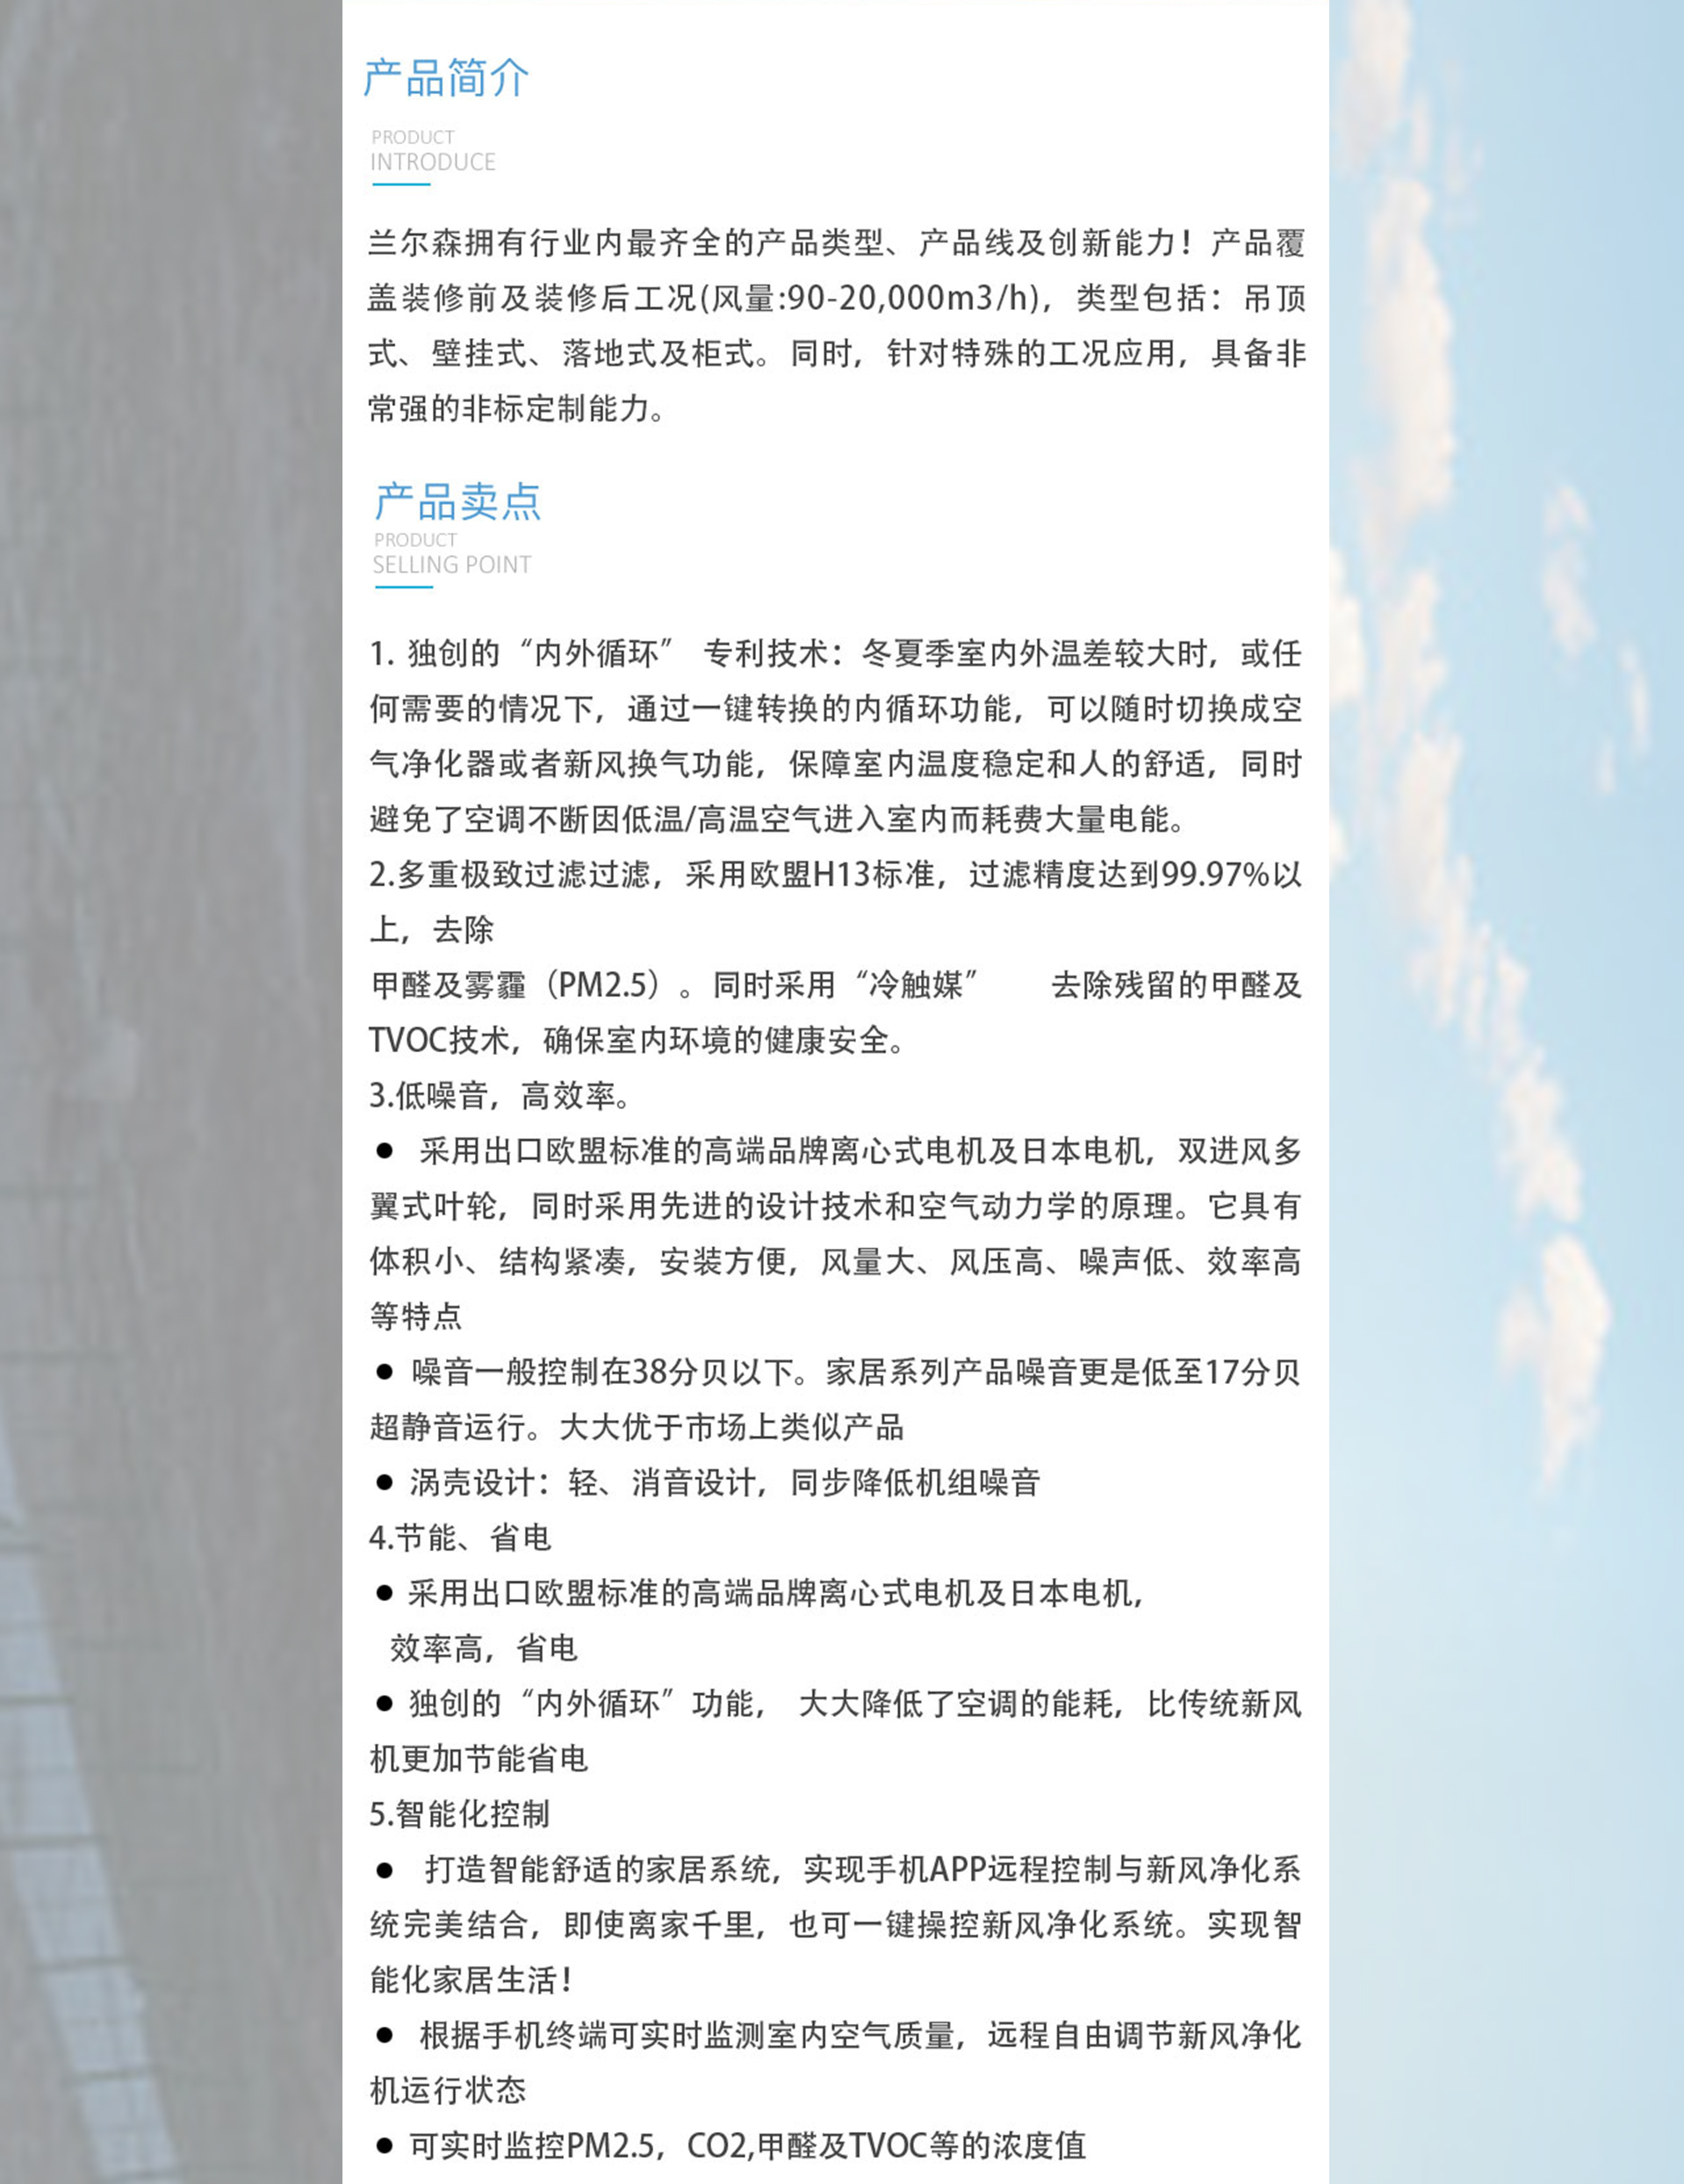 产品简介
PRODUCT
INTRODUCE
兰尔森拥有行业内最齐全的产品类型、产品线及创新能力！产品覆
盖装修前及装修后工况(风量:90-20,000m3/h)，类型包括：吊顶
式、壁挂式、落地式及柜式。同时，针对特殊的工况应用，具备非
常强的非标定制能力。
产品卖点
PRODUCT
SELLING POINT
1. 独创的“内外循环” 专利技术：冬夏季室内外温差较大时，或任
何需要的情况下，通过一键转换的内循环功能，可以随时切换成空
气净化器或者新风换气功能，保障室内温度稳定和人的舒适，同时
避免了空调不断因低温/高温空气进入室内而耗费大量电能。
2.多重极致过滤过滤，采用欧盟H13标准，过滤精度达到99.97%以
上，去除
甲醛及雾霾（PM2.5）。同时采用“冷触媒” 去除残留的甲醛及
TVOC技术，确保室内环境的健康安全。
3.低噪音，高效率。
● 采用出口欧盟标准的高端品牌离心式电机及日本电机，双进风多
翼式叶轮，同时采用先进的设计技术和空气动力学的原理。它具有
体积小、结构紧凑，安装方便，风量大、风压高、噪声低、效率高
等特点
● 噪音一般控制在38分贝以下。家居系列产品噪音更是低至17分贝
超静音运行。大大优于市场上类似产品
● 涡壳设计：轻、消音设计，同步降低机组噪音
4.节能、省电
● 采用出口欧盟标准的高端品牌离心式电机及日本电机，
效率高，省电
● 独创的“内外循环”功能， 大大降低了空调的能耗，比传统新风
机更加节能省电
5.智能化控制
● 打造智能舒适的家居系统，实现手机APP远程控制与新风净化系
统完美结合，即使离家千里，也可一键操控新风净化系统。实现智
能化家居生活！
● 根据手机终端可实时监测室内空气质量，远程自由调节新风净化
机运行状态
● 可实时监控PM2.5，CO2,甲醛及TVOC等的浓度值